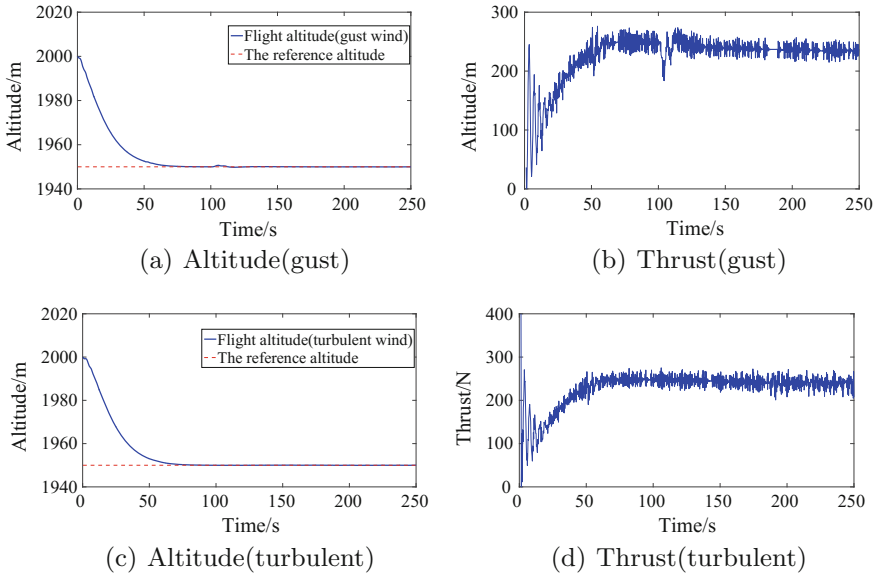 2020
2000
1980
1960
1940
Altitude/m
Flight altitude(gust wind)
The reference altitude
0 50 100 150 200 250
Time/s
(a) Altitude(gust)
300
200
100
0
Altitude/m
0 50 100 150 200 250
Time/s
(b) Thrust(gust)
2020
2000
1980
1960
1940
Altitude/m
Flight altitude(turbulent wind)
The reference altitude
0 50 100 150 200 250
Time/s
(c) Altitude(turbulent)
400
300
200
100
0
Thrust/N
0 50 100 150 200 250
Time/s
(d) Thrust(turbulent)